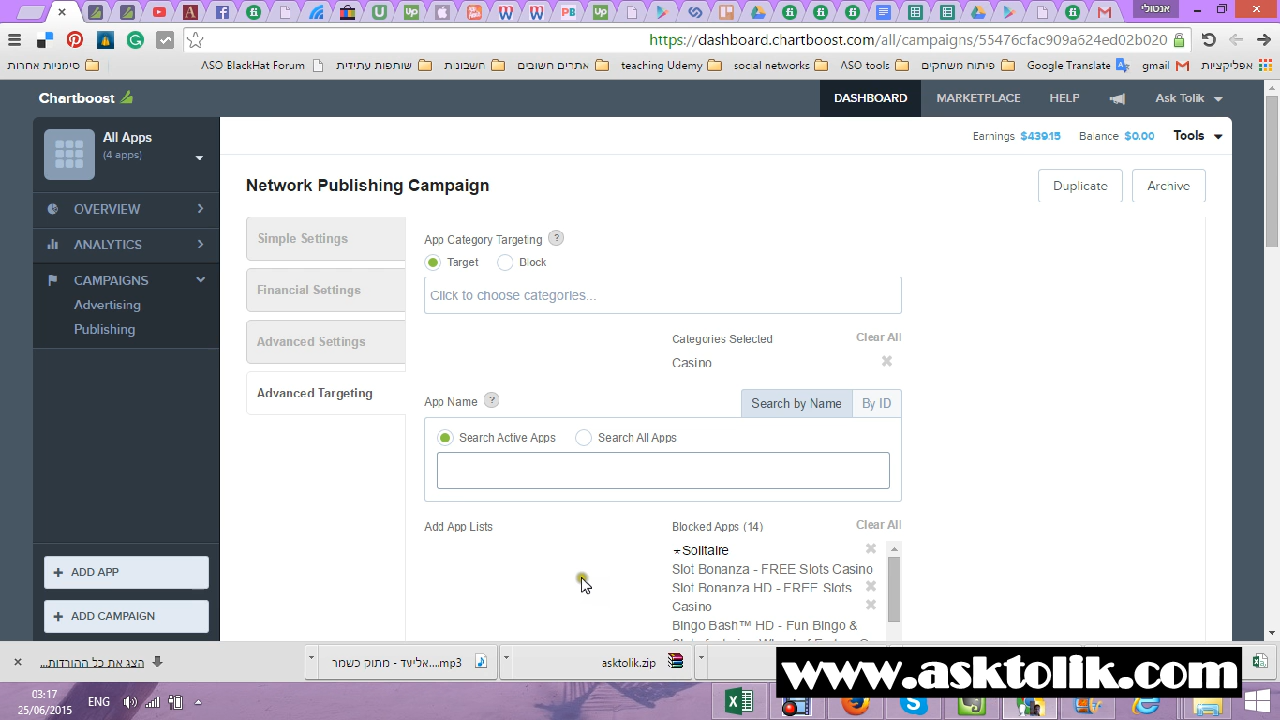 אנטולי
https://dashboard.chartboost.com/all/campaigns/55476cfac909a624ed02b020
סימניות אחרות
ASO BlackHat Forum
שותפות עתידית
חשבונית
אתרים חשובים
teaching Udemy
social networks
ASO tools
פיתוח משחקים
Google Translate
gmail
אפליקציות
Chartboost
DASHBOARD
MARKETPLACE
HELP
Ask Tolik
All Apps
(4 apps)
Earnings $439.15 Balance $0.00 Tools
OVERVIEW
ANALYTICS
CAMPAIGNS
Advertising
Publishing
+ ADD APP
+ ADD CAMPAIGN
Network Publishing Campaign
Duplicate
Archive
Simple Settings
Financial Settings
Advanced Settings
Advanced Targeting
App Category Targeting ?
Target Block
Click to choose categories...
Categories Selected Clear All
Casino
App Name ?
Search by Name By ID
Search Active Apps Search All Apps
Add App Lists
Blocked Apps (14) Clear All
Solitaire
Slot Bonanza - FREE Slots Casino
Slot Bonanza HD - FREE Slots
Casino
Bingo Bash™ HD - Fun Bingo &
הצג את כל ההורדות...
אליעד - מתוק כשמר....mp3
asktolik.zip
www.asktolik.com
03:17
25/06/2015
ENG